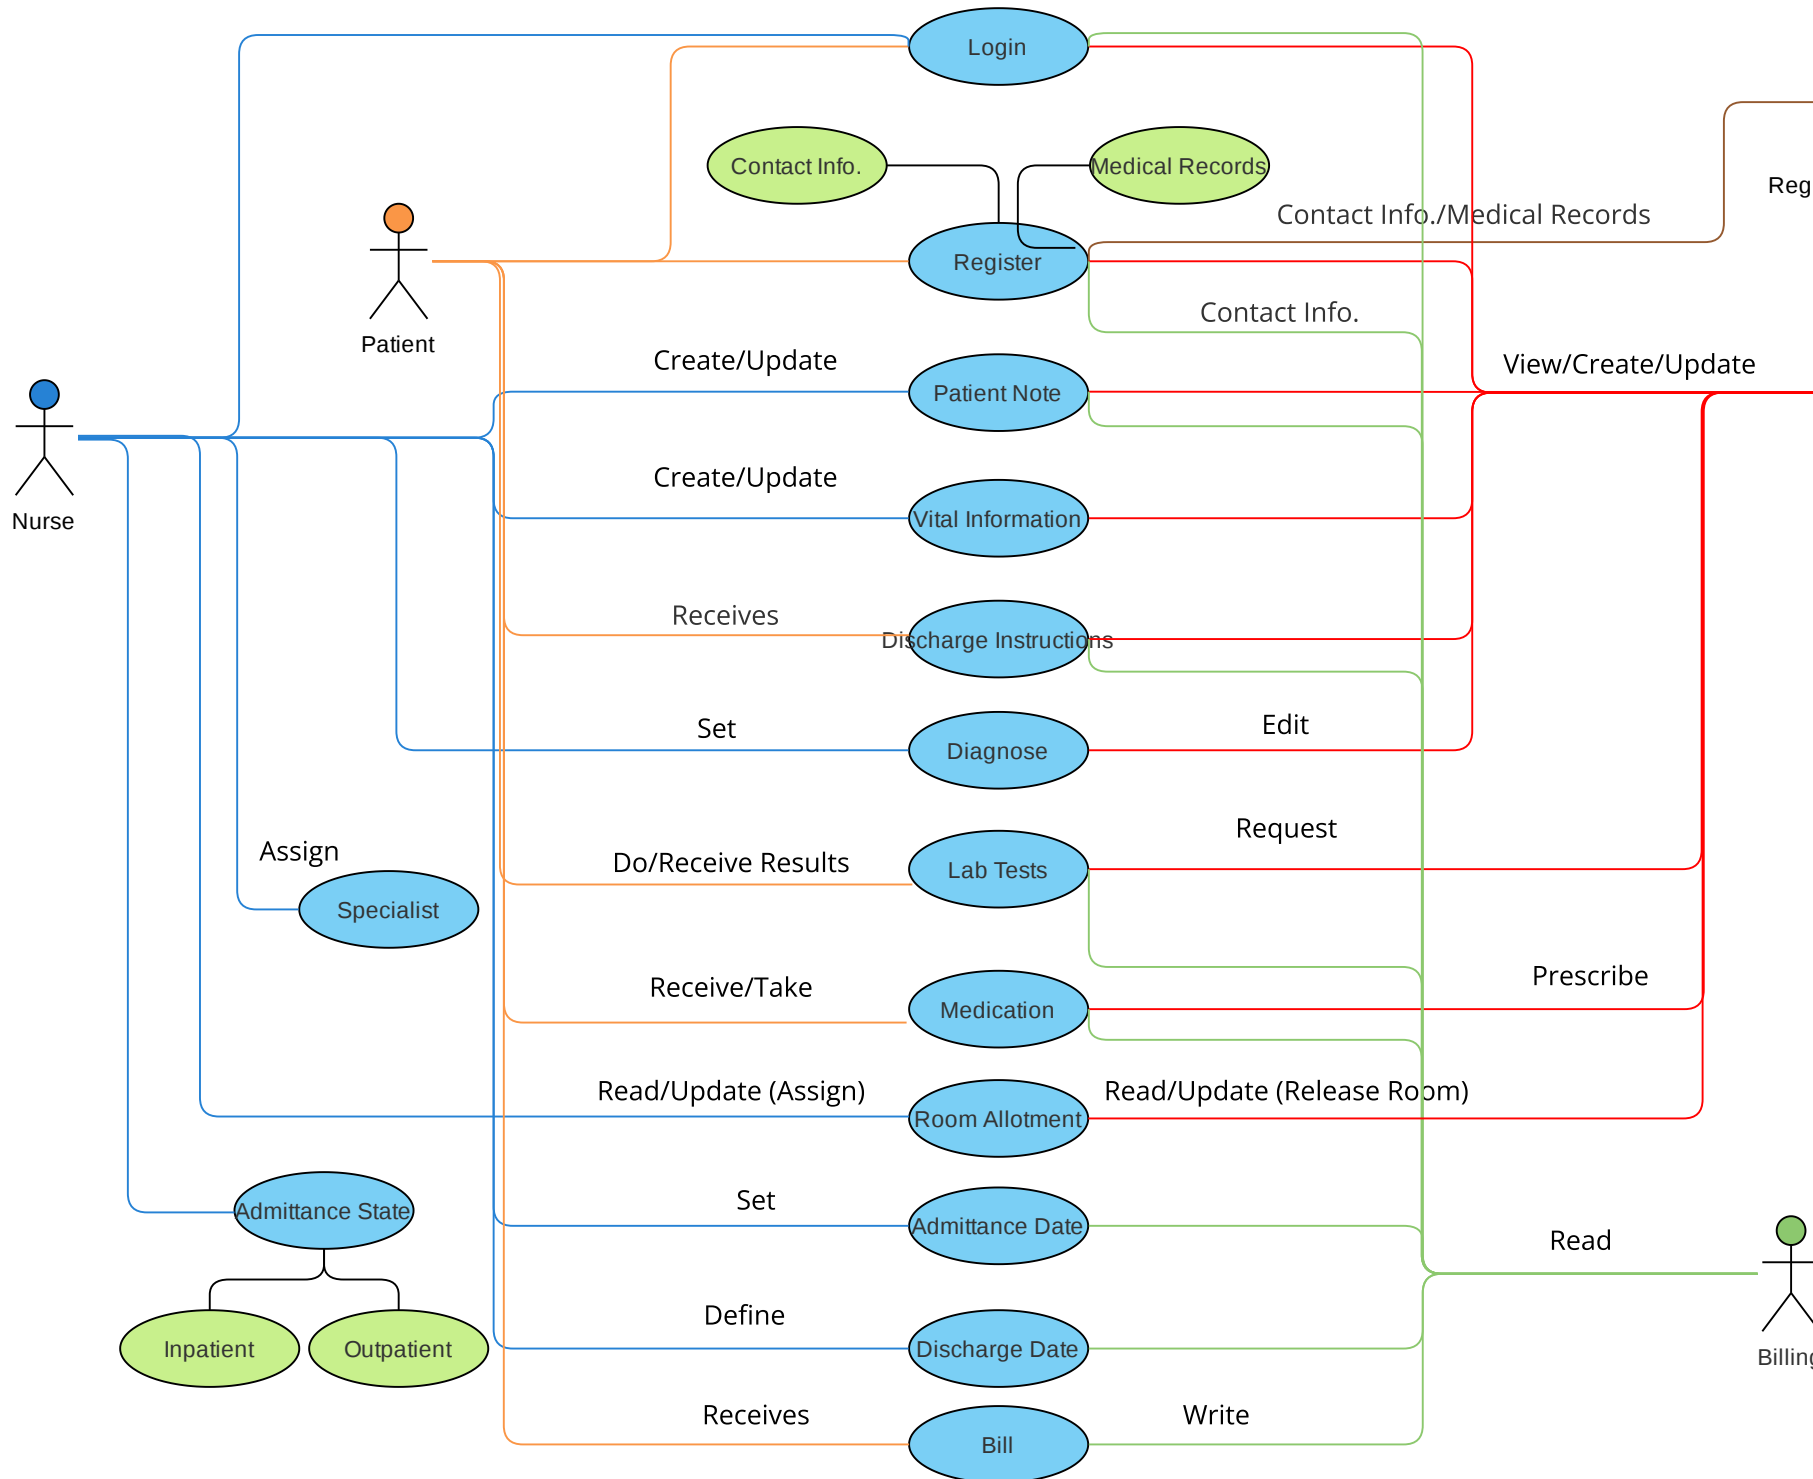 Login
Contact Info.
Medical Records
Reg
Contact Info./Medical Records
Register
Contact Info.
Patient
Create/Update
View/Create/Update
Patient Note
Create/Update
Nurse
Vital Information
Receives
Discharge Instructions
Set
Edit
Diagnose
Assign
Request
Do/Receive Results
Lab Tests
Specialist
Receive/Take
Prescribe
Medication
Read/Update (Assign)
Read/Update (Release Room)
Room Allotment
Admittance State
Set
Admittance Date
Read
Define
Inpatient
Outpatient
Discharge Date
Billing
Receives
Write
Bill